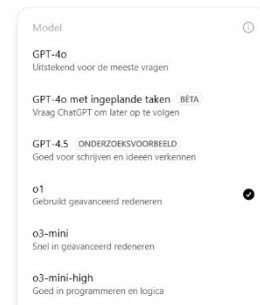 Model
GPT-4o
Uitstekend voor de meeste vragen
GPT-4o met ingeplande taken BÈTA
Vraag ChatGPT om later op te volgen
GPT-4.5 ONDERZOEKSVOORBEELD
Goed voor schrijven en ideeën verkennen
o1
Gebruikt geavanceerd redeneren
o3-mini
Snel in geavanceerd redeneren
o3-mini-high
Goed in programmeren en logica